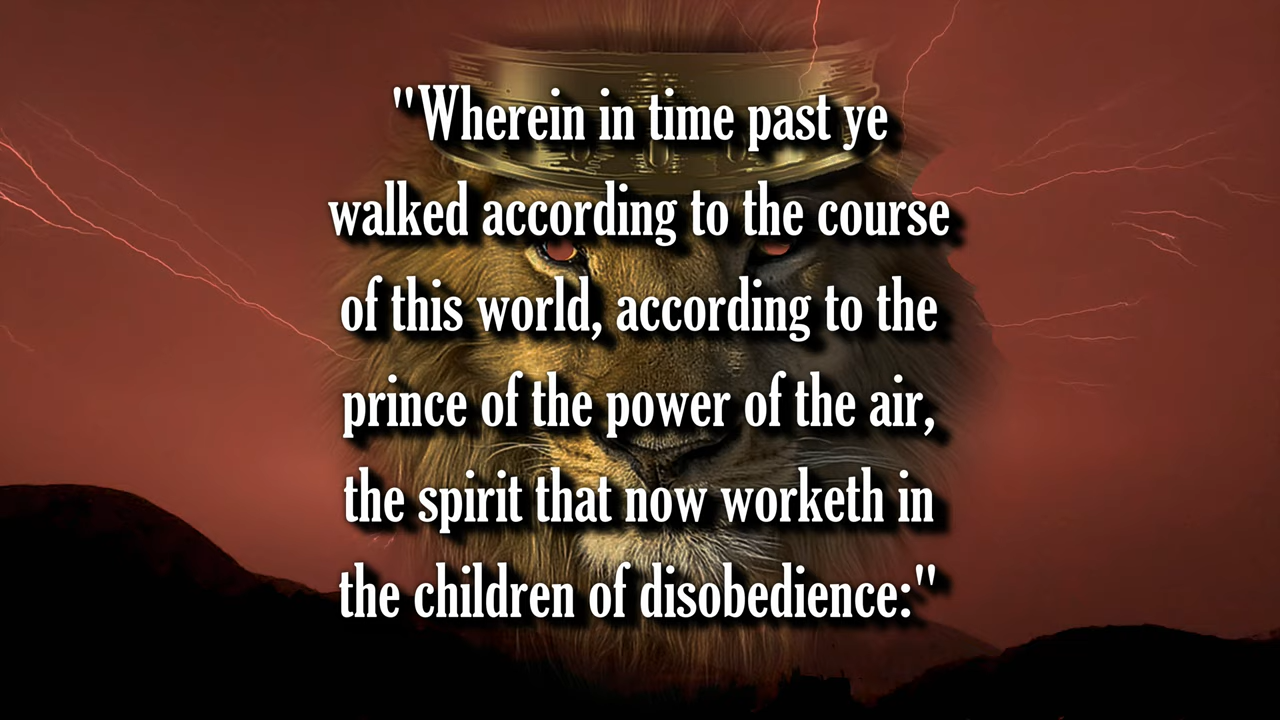 "Wherein in time past ye
walked according to the course
of this world, according to the
prince of the power of the air,
the spirit that now worketh in
the children of disobedience:"